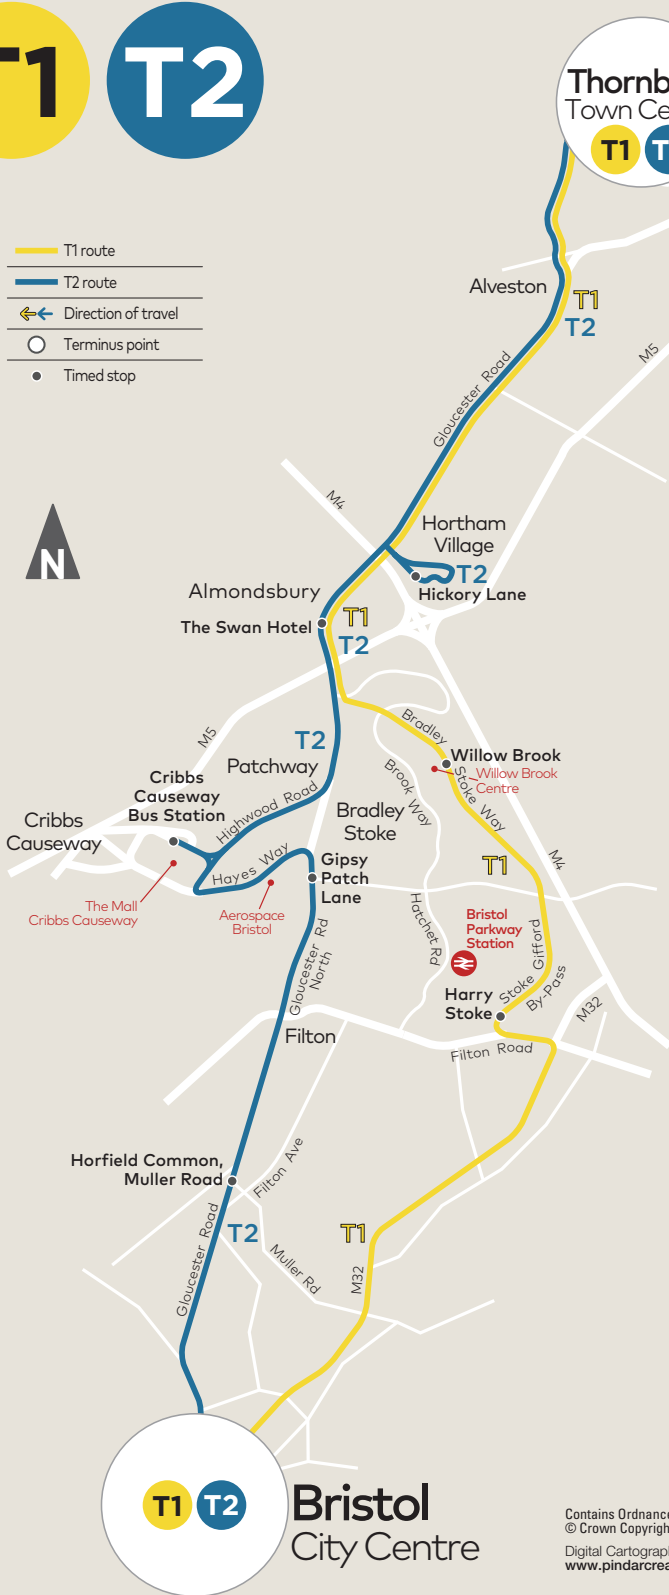 T1 T2
Thornb
Town Ce
T1 T
T1 route
T2 route
Direction of travel
Terminus point
Timed stop
Alveston
T1
T2
M5
Gloucester Road
M4
N
Hortham
Village
T2
Hickory Lane
Almondsbury
The Swan Hotel
T1
T2
M5
T2
Patchway
Bradley
Stoke Way
Willow Brook
Willow Brook
Centre
Brook Way
Cribbs
Causeway
Bus Station
Highwood Road
Cribbs
Causeway
Bradley
Stoke
Hayes Way
Gipsy
Patch
Lane
T1
M4
The Mall
Cribbs Causeway
Aerospace
Bristol
Hatchet Rd
Bristol
Parkway
Station
Gloucester Rd
North
Stoke Gifford
By-Pass
Harry
Stoke
M32
Filton
Filton Road
Horfield Common,
Muller Road
Filton Ave
Gloucester Road
T2
T1
Muller Rd
M32
T1 T2
Bristol
City Centre
Contains Ordnance
© Crown Copyright
Digital Cartograph
www.pindarcrea